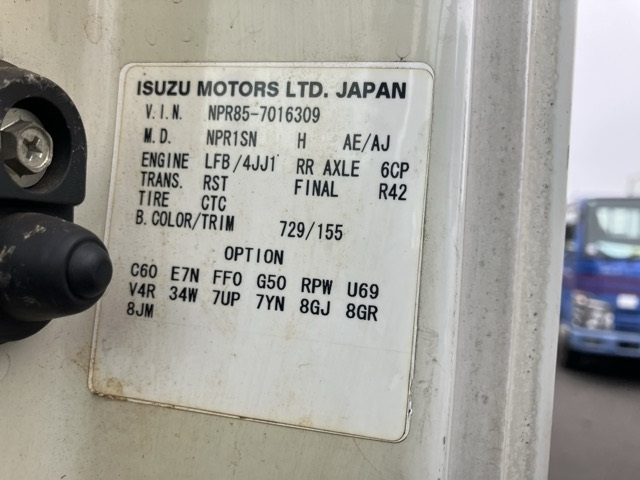 ISUZU MOTORS LTD. JAPAN
V.I.N. NPR85-7016309
M.D. NPR1SN H AE/AJ
ENGINE LFB/4JJ1 RR AXLE 6CP
TRANS. RST FINAL R42
TIRE CTC
B.COLOR/TRIM 729/155
OPTION
C60 E7N FF0 G50 RPW U69
V4R 34W 7UP 7YN 8GJ 8GR
8JM